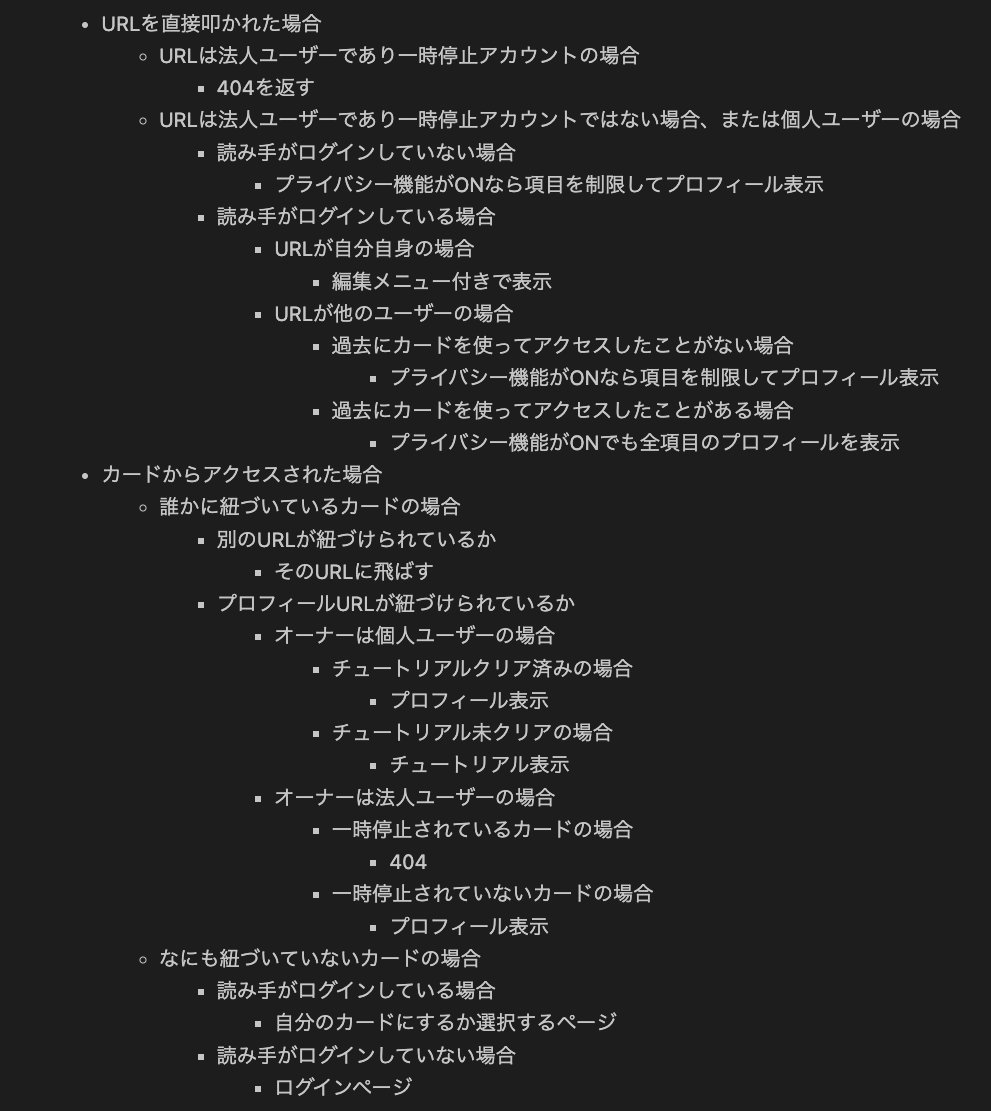 URLを直接叩かれた場合
URLは法人ユーザーであり一時停止アカウントの場合
404を返す
URLは法人ユーザーであり一時停止アカウントではない場合、または個人ユーザーの場合
読み手がログインしていない場合
プライバシー機能がONなら項目を制限してプロフィール表示
読み手がログインしている場合
URLが自分自身の場合
編集メニュー付きで表示
URLが他のユーザーの場合
過去にカードを使ってアクセスしたことがない場合
プライバシー機能がONなら項目を制限してプロフィール表示
過去にカードを使ってアクセスしたことがある場合
プライバシー機能がONでも全項目のプロフィールを表示
カードからアクセスされた場合
誰かに紐づいているカードの場合
別のURLが紐づけられているか
そのURLに飛ばす
プロフィールURLが紐づけられているか
オーナーは個人ユーザーの場合
チュートリアルクリア済みの場合
プロフィール表示
チュートリアル未クリアの場合
チュートリアル表示
オーナーは法人ユーザーの場合
一時停止されているカードの場合
404
一時停止されていないカードの場合
プロフィール表示
なにも紐づいていないカードの場合
読み手がログインしている場合
自分のカードにするか選択するページ
読み手がログインしていない場合
ログインページ